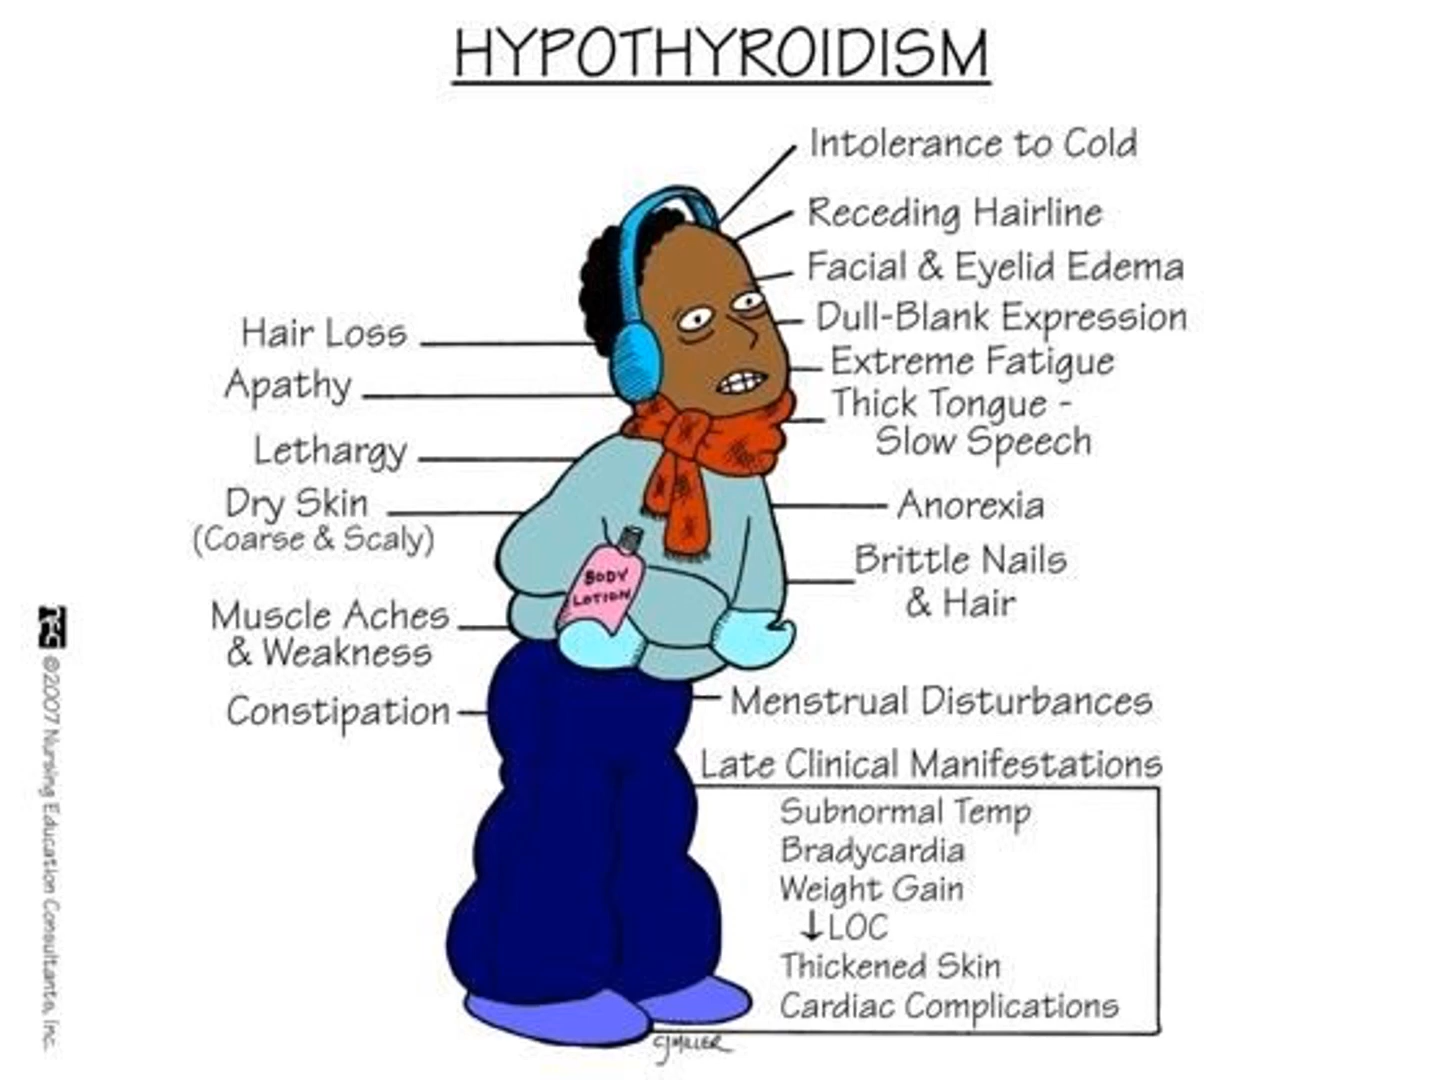 HYPOTHYROIDISM
Intolerance to Cold
Receding Hairline
Facial & Eyelid Edema
Dull-Blank Expression
Extreme Fatigue
Thick Tongue -
Slow Speech
Anorexia
Brittle Nails
& Hair
Menstrual Disturbances
Hair Loss
Apathy
Lethargy
Dry Skin
(Coarse & Scaly)
Muscle Aches
& Weakness
Constipation
BODY
LOTION
Late Clinical Manifestations
Subnormal Temp
Bradycardia
Weight Gain
↓LOC
Thickened Skin
Cardiac Complications
CJMILLER
©2007 Nursing Education Consultants, Inc.